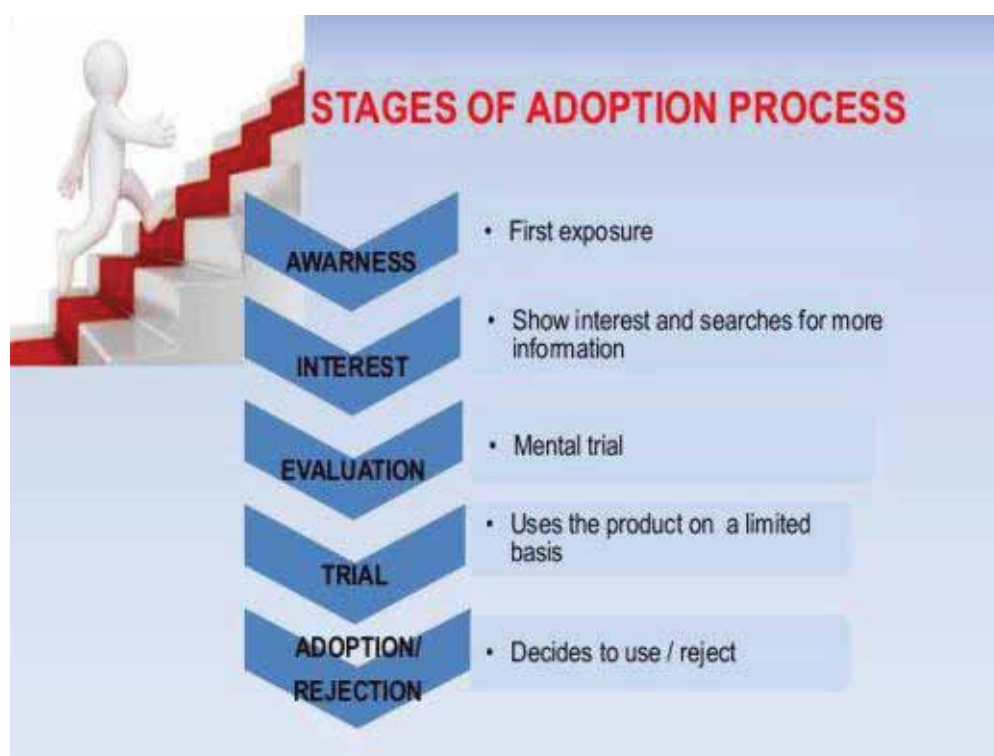 STAGES OF ADOPTION PROCESS
AWARNESS
• First exposure
INTEREST
• Show interest and searches for more
information
EVALUATION
• Mental trial
TRIAL
• Uses the product on a limited
basis
ADOPTION/
REJECTION
• Decides to use / reject